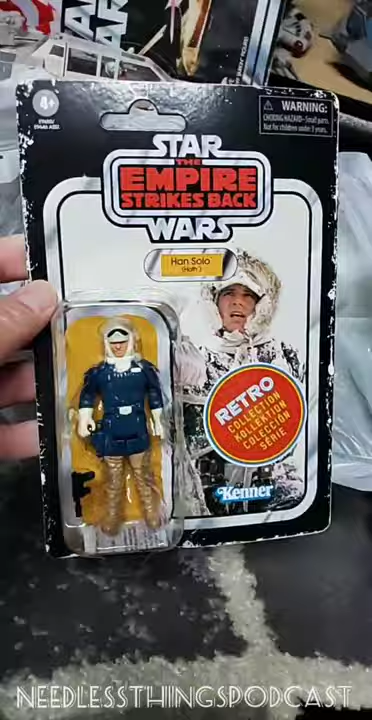 4+
WARNING:
CHOKING HAZARD-Small parts.
Not for children under 3 years.
STAR
THE
EMPIRE
STRIKES BACK
WARS
Han Solo
(Hoth)
RETRO
COLLECTION
KOLLEKTION
COLECCIÓN
SÉRIE
Kenner
NEEDLESSTHINGSPODCAST